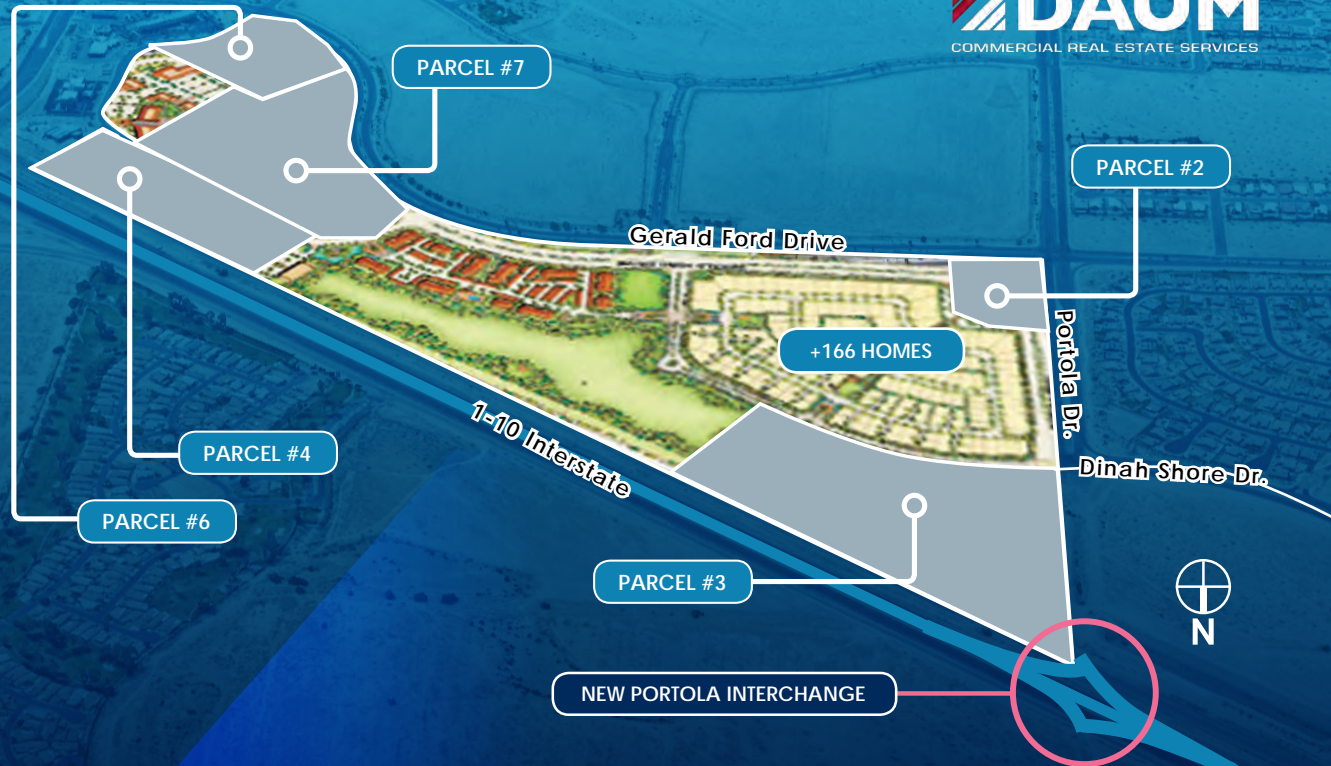 DAUM
COMMERCIAL REAL ESTATE SERVICES
PARCEL #7
PARCEL #2
Gerald Ford Drive
Portola Dr.
+166 HOMES
1-10 Interstate
PARCEL #4
Dinah Shore Dr.
PARCEL #6
PARCEL #3
N
NEW PORTOLA INTERCHANGE